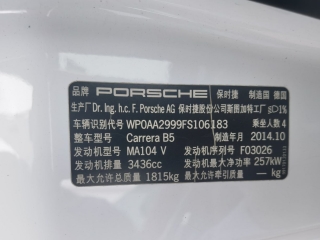 品牌 PORSCHE 保时捷 制造国 德国
生产厂 Dr. Ing. h.c. F. Porsche AG 保时捷股份公司斯图加特工厂 1%
车辆识别代号 WP0AA2999FS106183 乘坐人数 4
整车型号 Carrera B5 制造年月 2014.10
发动机型号 MA104 V 发动机序列号 F03026
发动机排量 3436cc 发动机最大净功率 257kW
最大允许总质量 1815kg 最大允许牵引质量 — kg